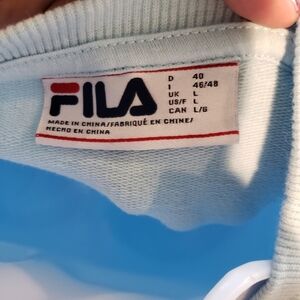 FILA
D 40
I 46/48
UK L
US/F L
CAN L/G
MADE IN CHINA/FABRIQUÉ EN CHINE/
HECHO EN CHINA